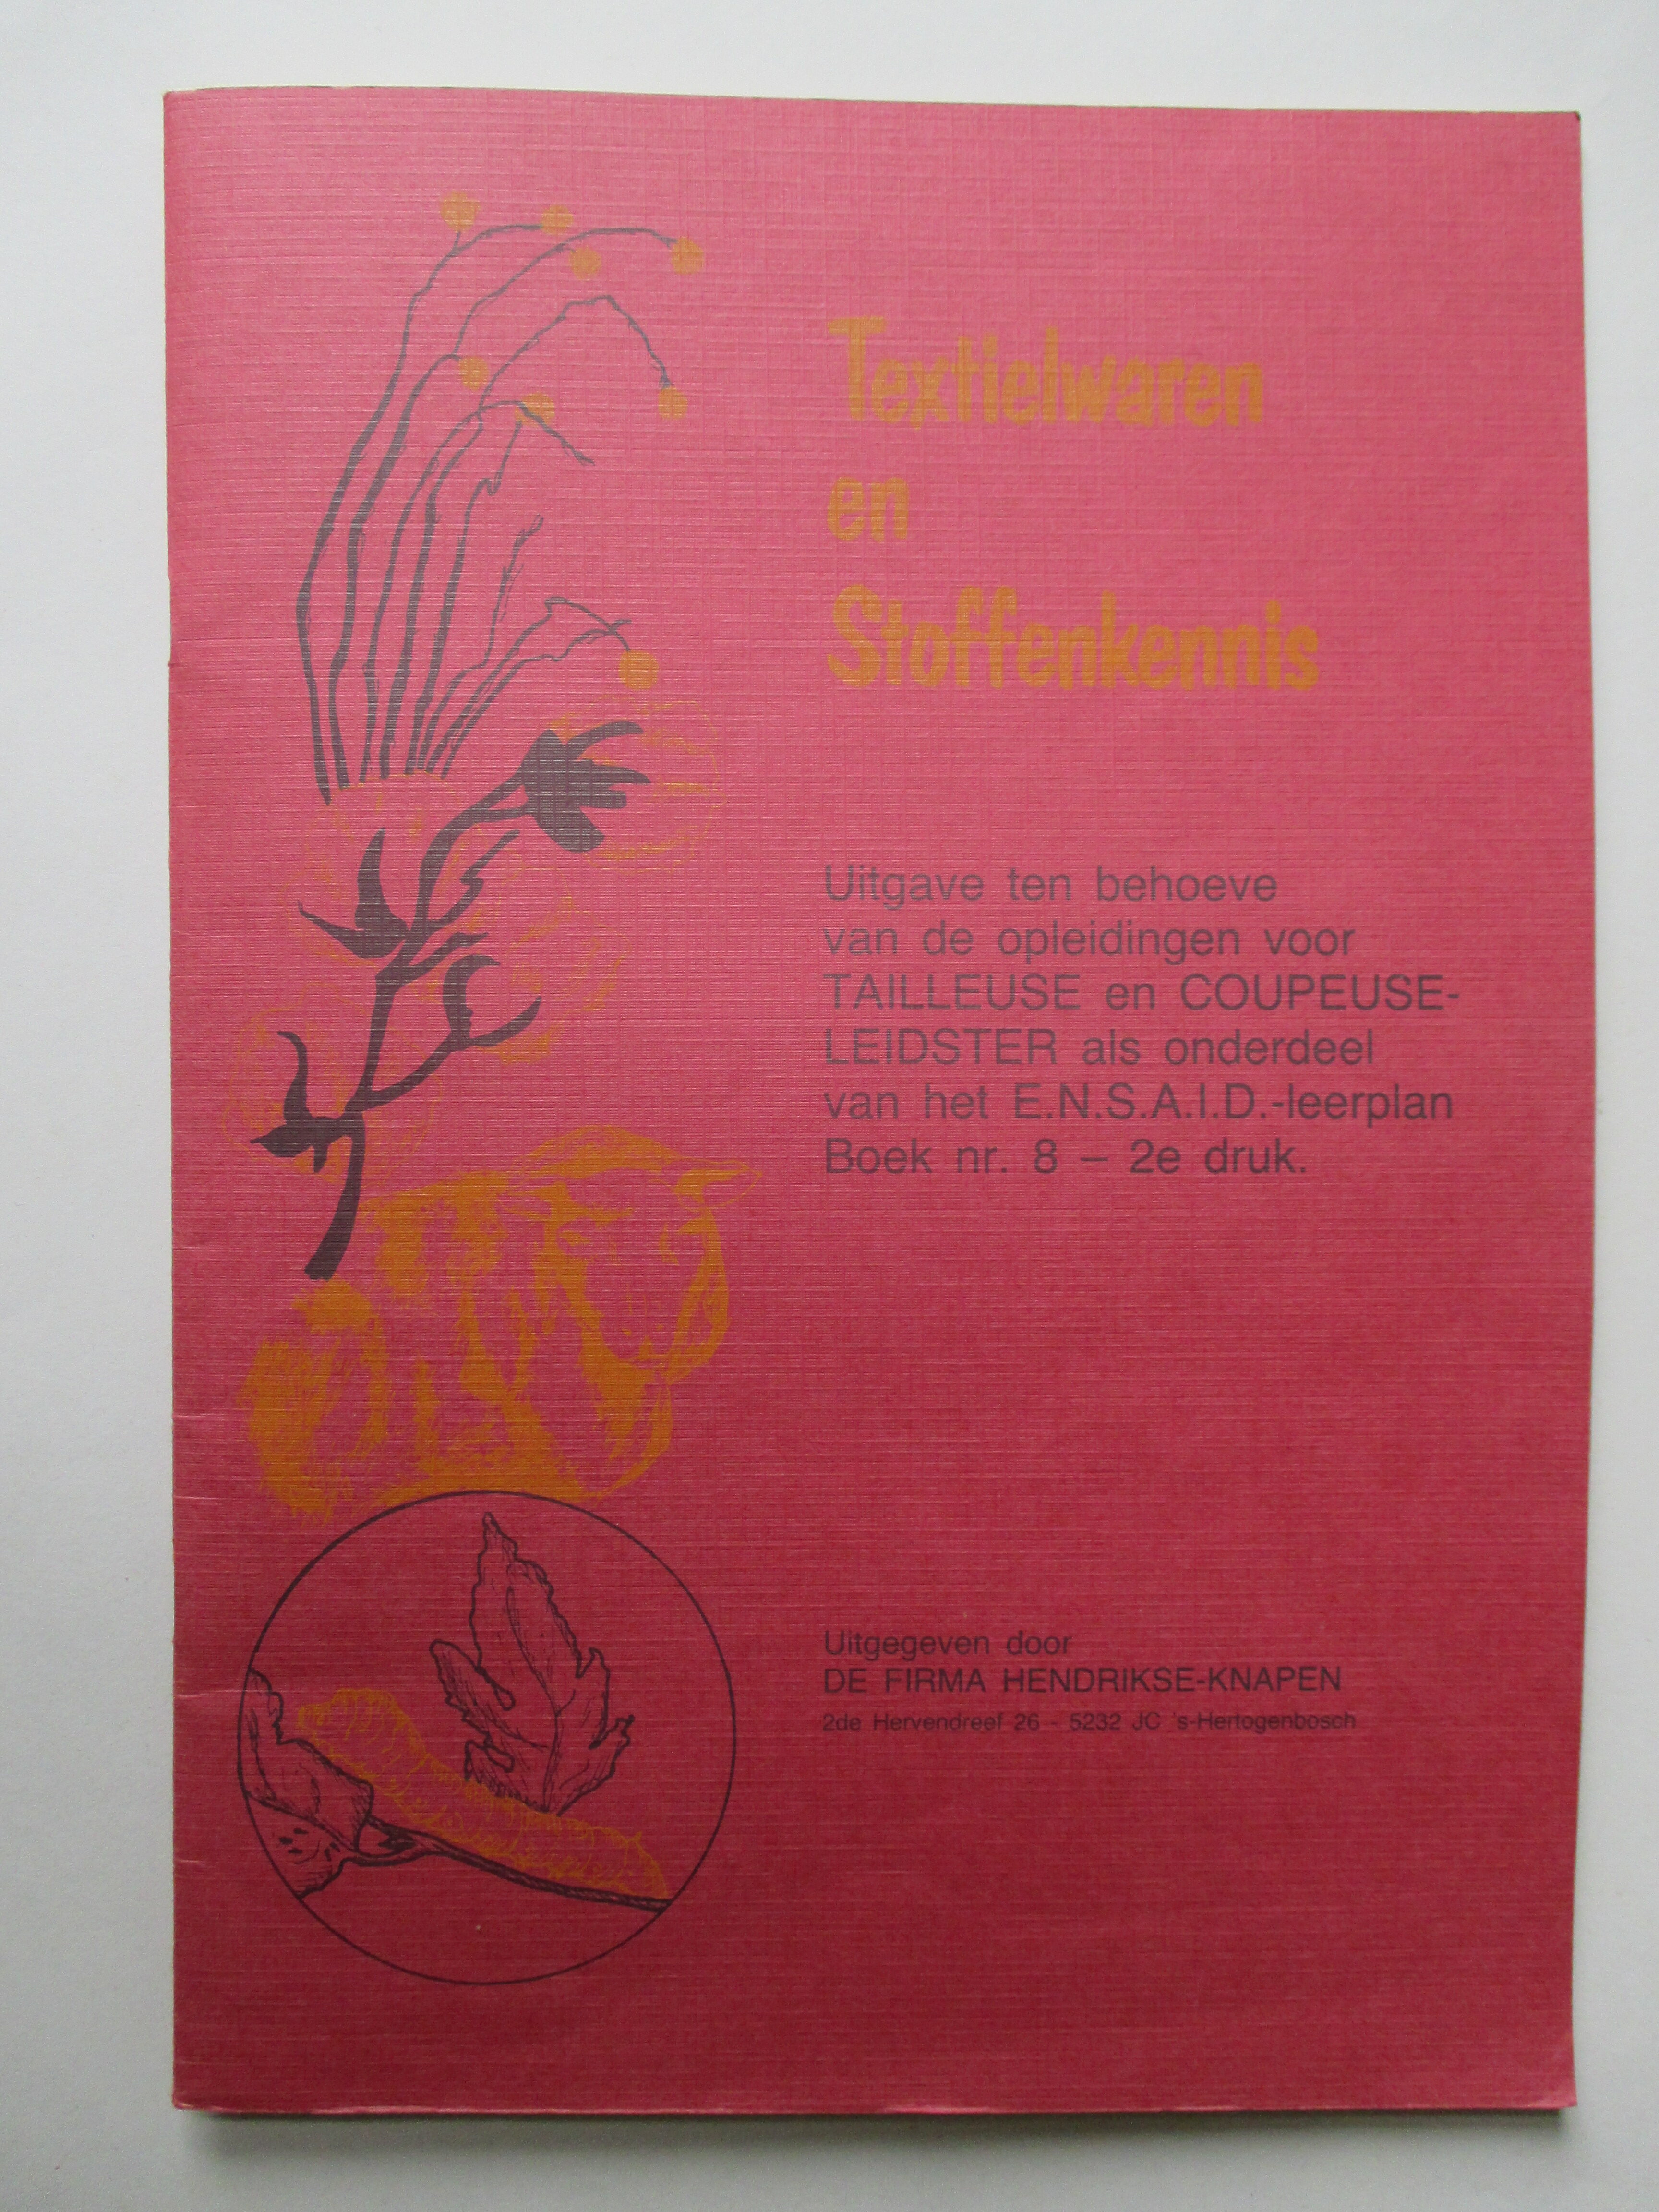 Textielwaren
en
Stoffenkennis
Uitgave ten behoeve
van de opleidingen voor
TAILLEUSE en COUPEUSE-
LEIDSTER als onderdeel
van het E.N.S.A.I.D.-leerplan
Boek nr. 8 – 2e druk.
Uitgegeven door
DE FIRMA HENDRIKSE-KNAPEN
2de Hervendreef 26 - 5232 JC 's-Hertogenbosch